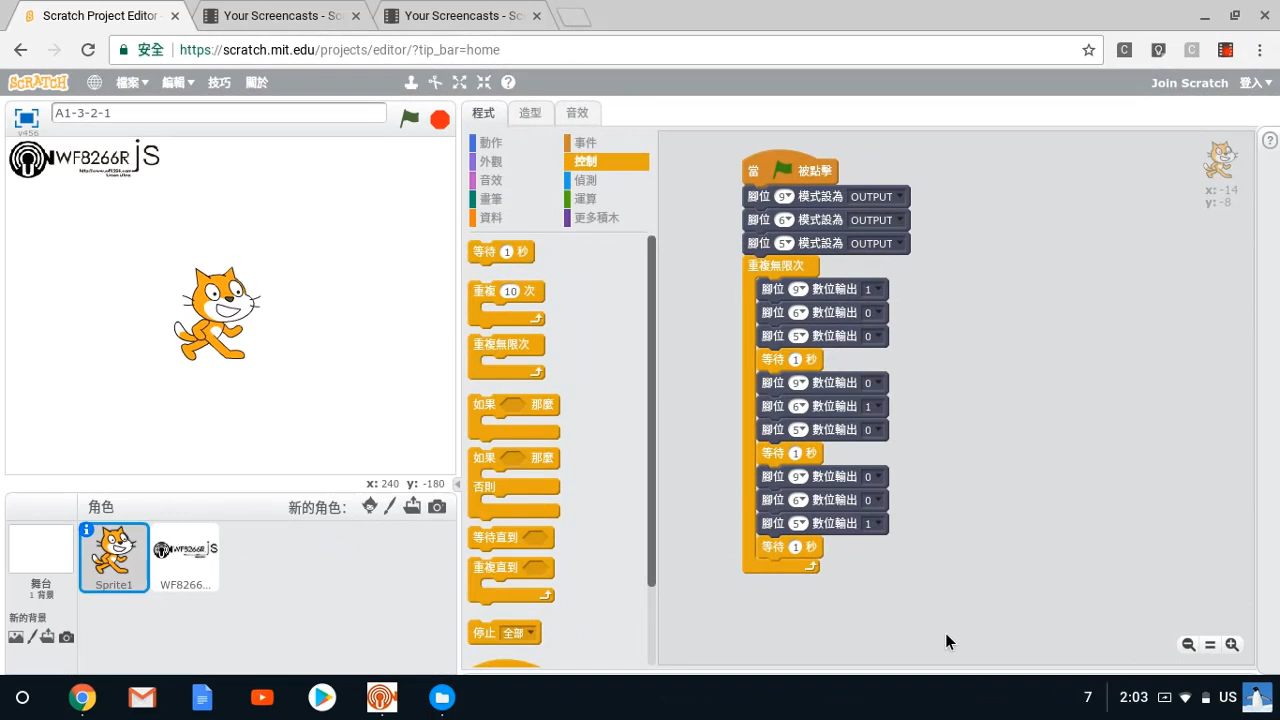 Scratch Project Editor -
Your Screencasts - Sc
Your Screencasts - Sc
安全
https://scratch.mit.edu/projects/editor/?tip_bar=home
SCRATCH
檔案
編輯
技巧
關於
Join Scratch
登入
v456
A1-3-2-1
WF8266R jS
程式
造型
音效
動作
事件
外觀
控制
音效
偵測
畫筆
運算
資料
更多積木
等待 1 秒
重複 10 次
重複無限次
如果 那麼
如果 那麼
否則
等待直到
重複直到
停止 全部
當 被點擊
腳位 9 模式設為 OUTPUT
腳位 6 模式設為 OUTPUT
腳位 5 模式設為 OUTPUT
重複無限次
腳位 9 數位輸出 1
腳位 6 數位輸出 0
腳位 5 數位輸出 0
等待 1 秒
腳位 9 數位輸出 0
腳位 6 數位輸出 1
腳位 5 數位輸出 0
等待 1 秒
腳位 9 數位輸出 0
腳位 6 數位輸出 0
腳位 5 數位輸出 1
等待 1 秒
x: -14
y: -8
x: 240 y: -180
角色
新的角色:
舞台
1 背景
新的背景
Sprite1
WF8266R jS
WF8266...
7
2:03
US